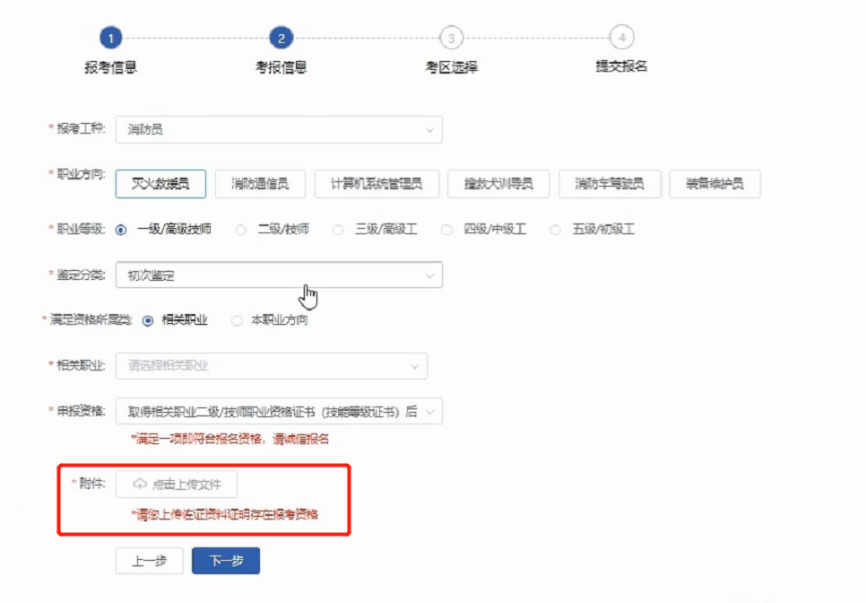 1 2 3 4
报考信息 考报信息 考区选择 提交报名
* 报考工种: 消防员
* 职业方向: 灭火救援员 消防通信员 计算机系统管理员 搜救犬训导员 消防车驾驶员 装备维护员
* 职业等级: 一级/高级技师 二级/技师 三级/高级工 四级/中级工 五级/初级工
* 鉴定分类: 初次鉴定
* 满足资格所属类: 相关职业 本职业方向
* 相关职业: 请选择相关职业
* 申报资格: 取得相关职业二级/技师职业资格证书（技能等级证书）后
*满足一项即符合报名资格，请诚信报名
* 附件: 点击上传文件
*请您上传佐证资料证明存在报考资格
上一步 下一步